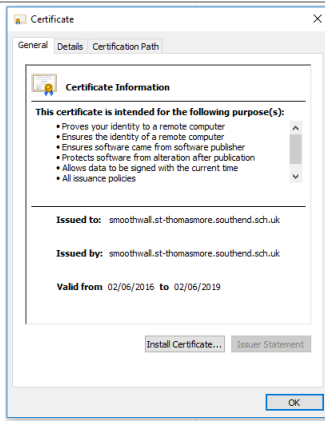 Certificate
General Details Certification Path
Certificate Information
This certificate is intended for the following purpose(s):
• Proves your identity to a remote computer
• Ensures the identity of a remote computer
• Ensures software came from software publisher
• Protects software from alteration after publication
• Allows data to be signed with the current time
• All issuance policies
Issued to: smoothwall.st-thomasmore.southend.sch.uk
Issued by: smoothwall.st-thomasmore.southend.sch.uk
Valid from 02/06/2016 to 02/06/2019
Install Certificate... Issuer Statement
OK